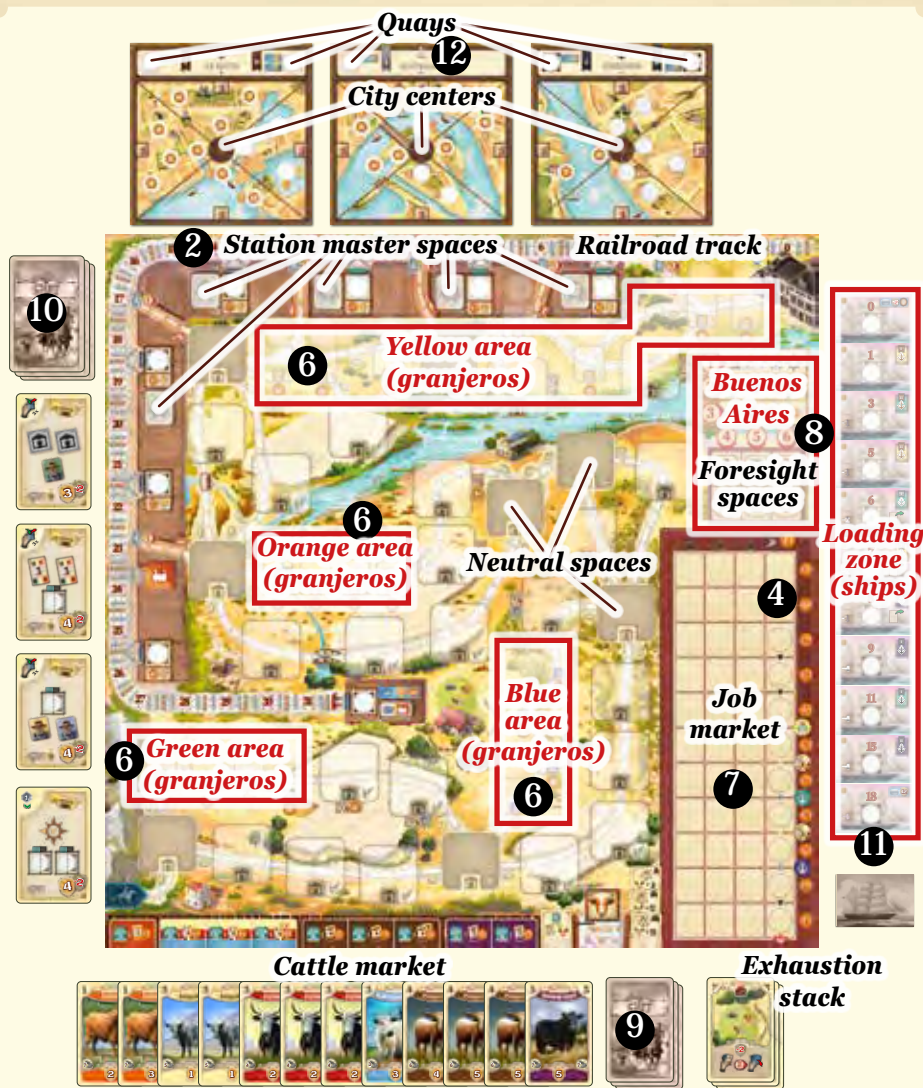 Quays
12
City centers
2
Station master spaces
Railroad track
10
6
Yellow area
(granjeros)
Buenos
Aires
8
Foresight
spaces
6
Orange area
(granjeros)
Neutral spaces
Loading
zone
(ships)
4
Job
market
7
Blue
area
(granjeros)
6
6
Green area
(granjeros)
11
Cattle market
9
Exhaustion
stack